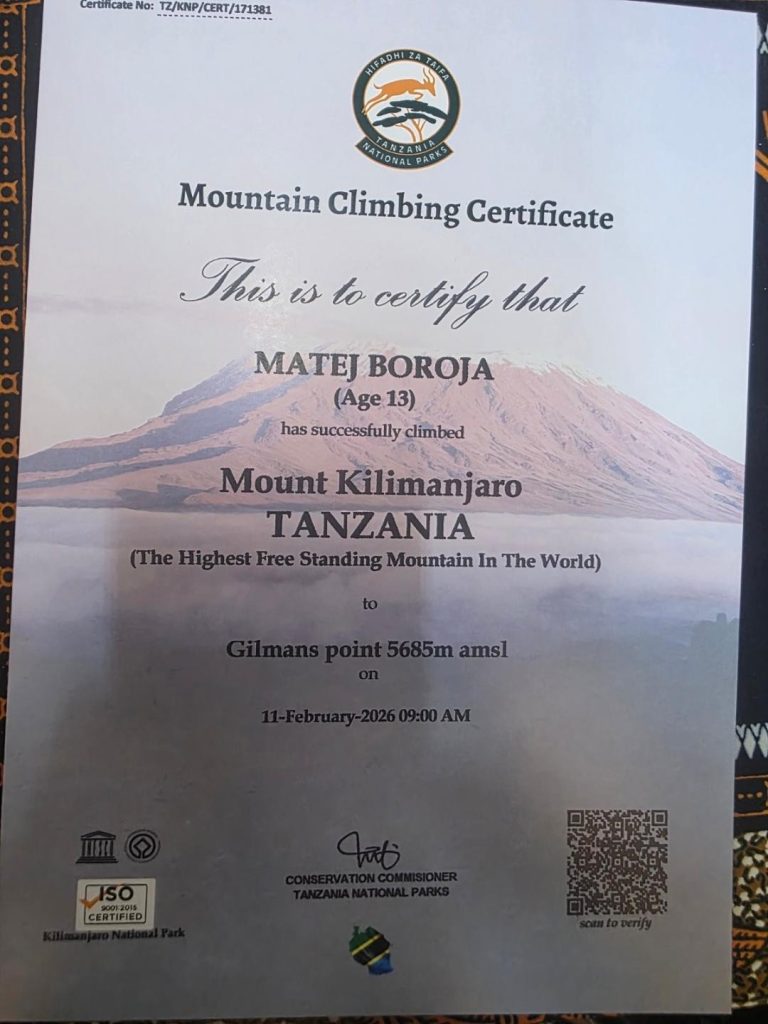 Certificate No: TZ/KNP/CERT/171381
HIFADHI ZA TAIFA
TANZANIA
NATIONAL PARKS
Mountain Climbing Certificate
This is to certify that
MATEJ BOROJA
(Age 13)
has successfully climbed
Mount Kilimanjaro
TANZANIA
(The Highest Free Standing Mountain In The World)
to
Gilmans point 5685m amsl
on
11-February-2026 09:00 AM
CONSERVATION COMMISIONER
TANZANIA NATIONAL PARKS
ISO
9001:2015
CERTIFIED
Kilimanjaro National Park
scan to verify